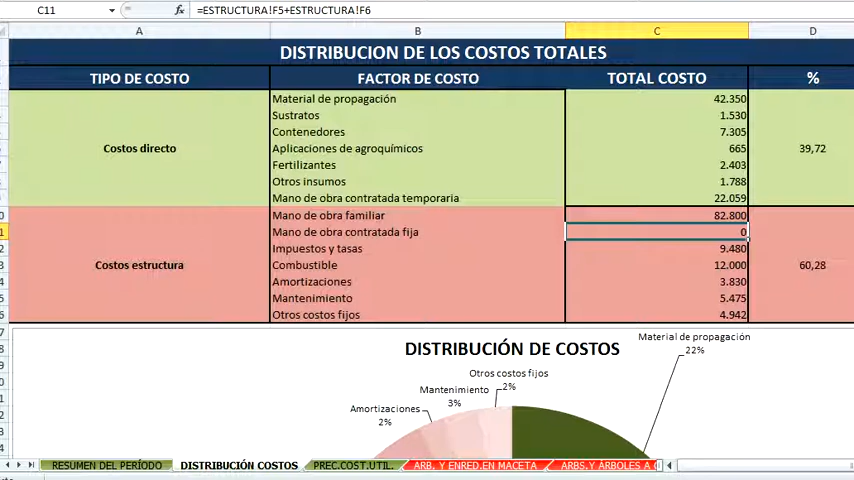 C11 =ESTRUCTURA!F5+ESTRUCTURA!F6
A B C D
DISTRIBUCION DE LOS COSTOS TOTALES
TIPO DE COSTO FACTOR DE COSTO TOTAL COSTO %
Material de propagación 42.350
Sustratos 1.530
Contenedores 7.305
Costos directo Aplicaciones de agroquímicos 665 39,72
Fertilizantes 2.403
Otros insumos 1.788
Mano de obra contratada temporaria 22.059
Mano de obra familiar 82.800
Mano de obra contratada fija 0
Impuestos y tasas 9.480
Costos estructura Combustible 12.000 60,28
Amortizaciones 3.830
Mantenimiento 5.475
Otros costos fijos 4.942
DISTRIBUCIÓN DE COSTOS
Material de propagación
22%
Otros costos fijos
2%
Mantenimiento
3%
Amortizaciones
2%
RESUMEN DEL PERÍODO DISTRIBUCIÓN COSTOS PREC.COST.UTIL. ARB. Y ENRED.EN MACETA ARBS.Y ÁRBOLES A